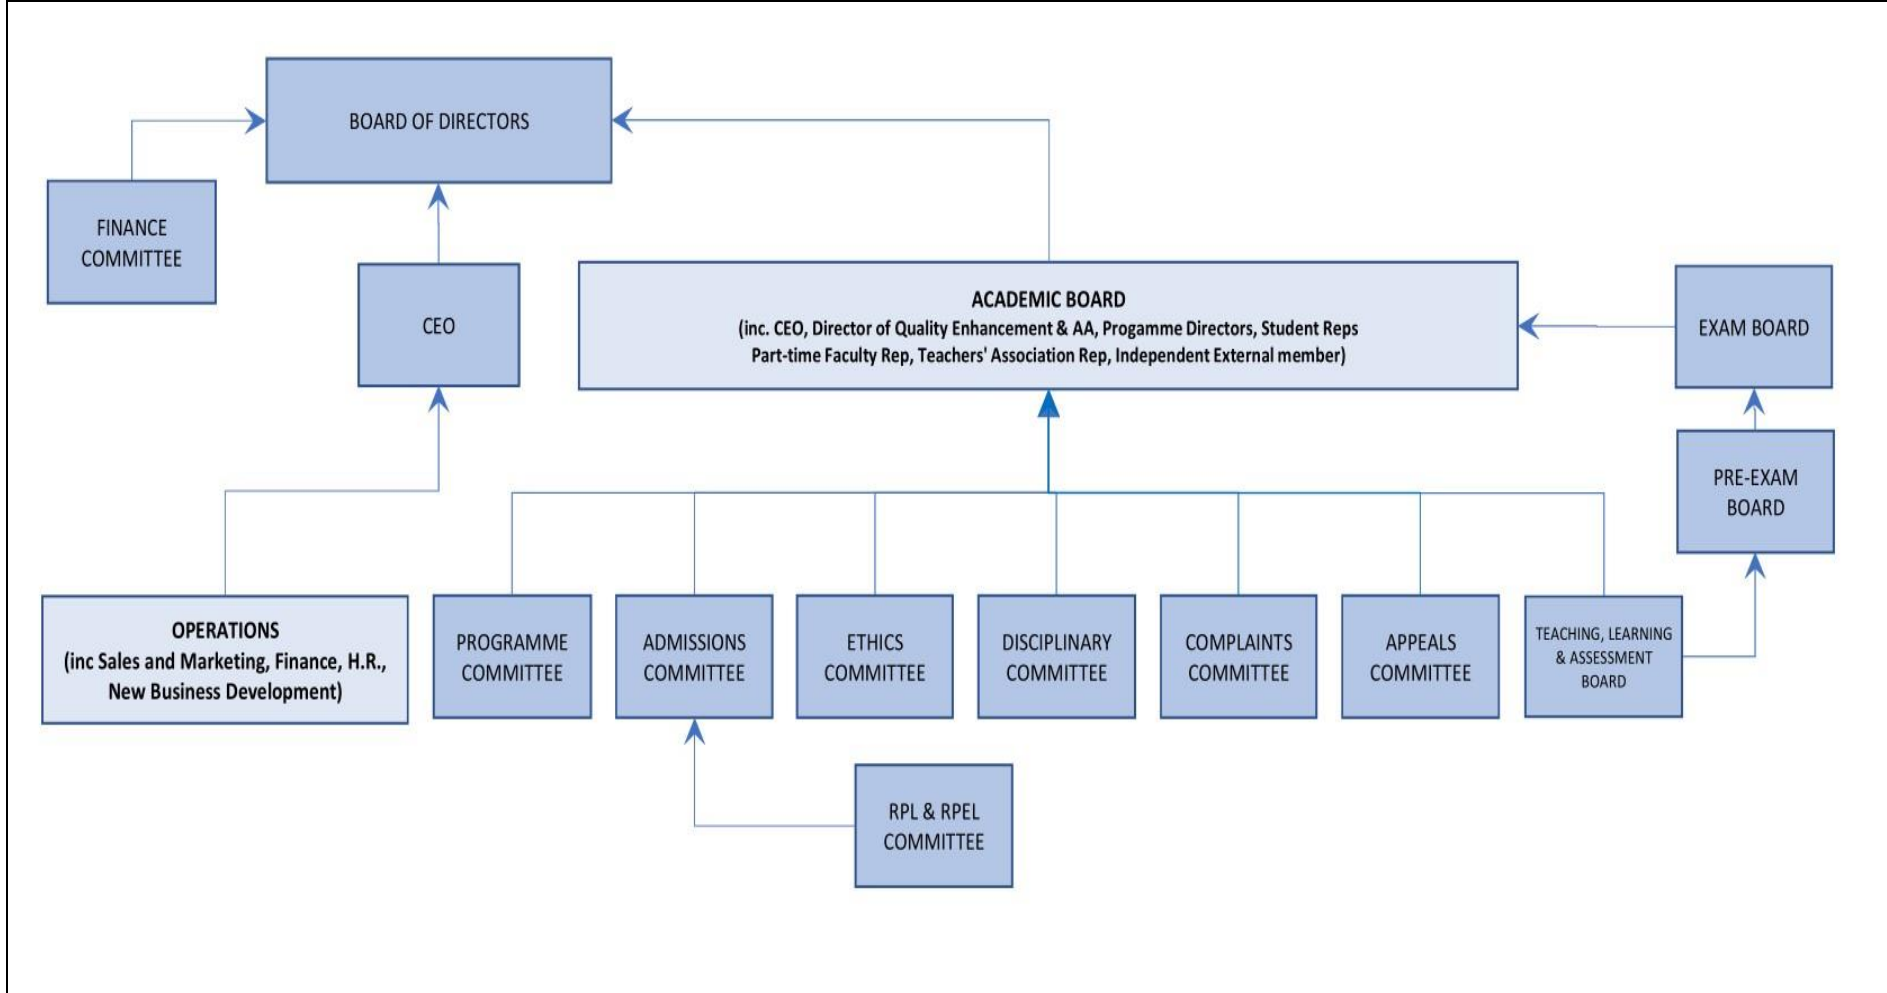 BOARD OF DIRECTORS
FINANCE
COMMITTEE
CEO
ACADEMIC BOARD
(inc. CEO, Director of Quality Enhancement & AA, Progamme Directors, Student Reps
Part-time Faculty Rep, Teachers' Association Rep, Independent External member)
EXAM BOARD
PRE-EXAM
BOARD
OPERATIONS
(inc Sales and Marketing, Finance, H.R.,
New Business Development)
PROGRAMME
COMMITTEE
ADMISSIONS
COMMITTEE
ETHICS
COMMITTEE
DISCIPLINARY
COMMITTEE
COMPLAINTS
COMMITTEE
APPEALS
COMMITTEE
TEACHING, LEARNING
& ASSESSMENT
BOARD
RPL & RPEL
COMMITTEE